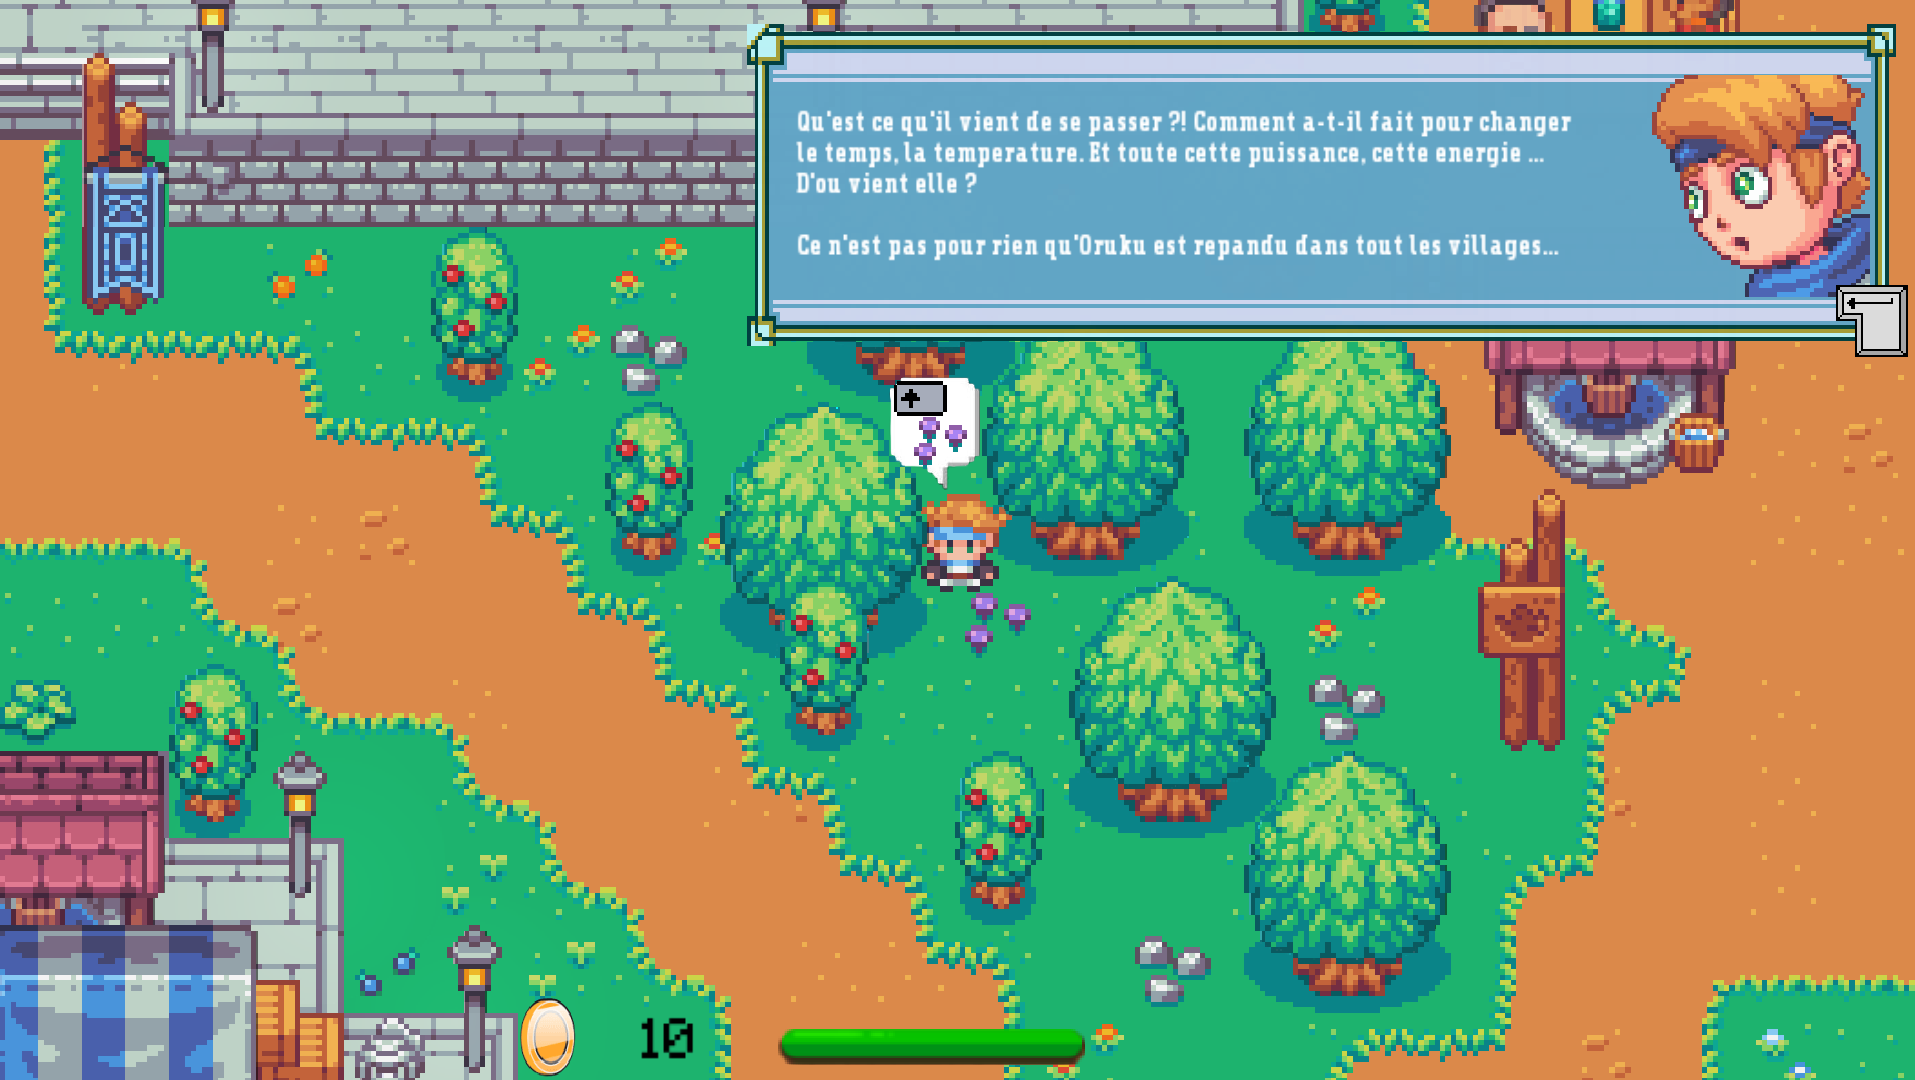 Qu'est ce qu'il vient de se passer ?! Comment a-t-il fait pour changer
le temps, la temperature. Et toute cette puissance, cette energie ...
D'ou vient elle ?
Ce n'est pas pour rien qu'Oruku est repandu dans tout les villages...
+
10